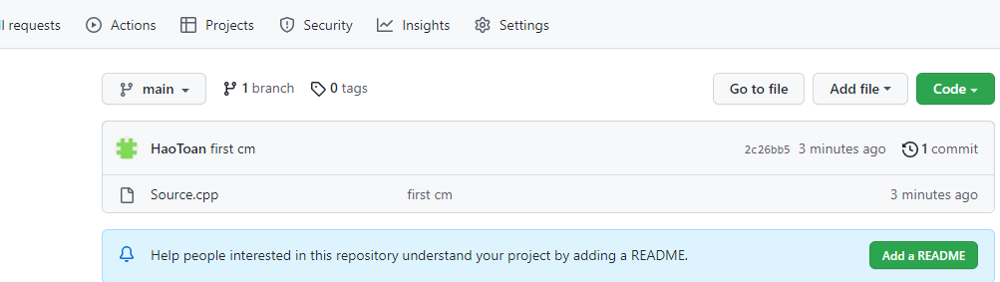 ll requests Actions Projects Security Insights Settings
main 1 branch 0 tags Go to file Add file Code
HaoToan first cm 2c26bb5 3 minutes ago 1 commit
Source.cpp first cm 3 minutes ago
Help people interested in this repository understand your project by adding a README. Add a README